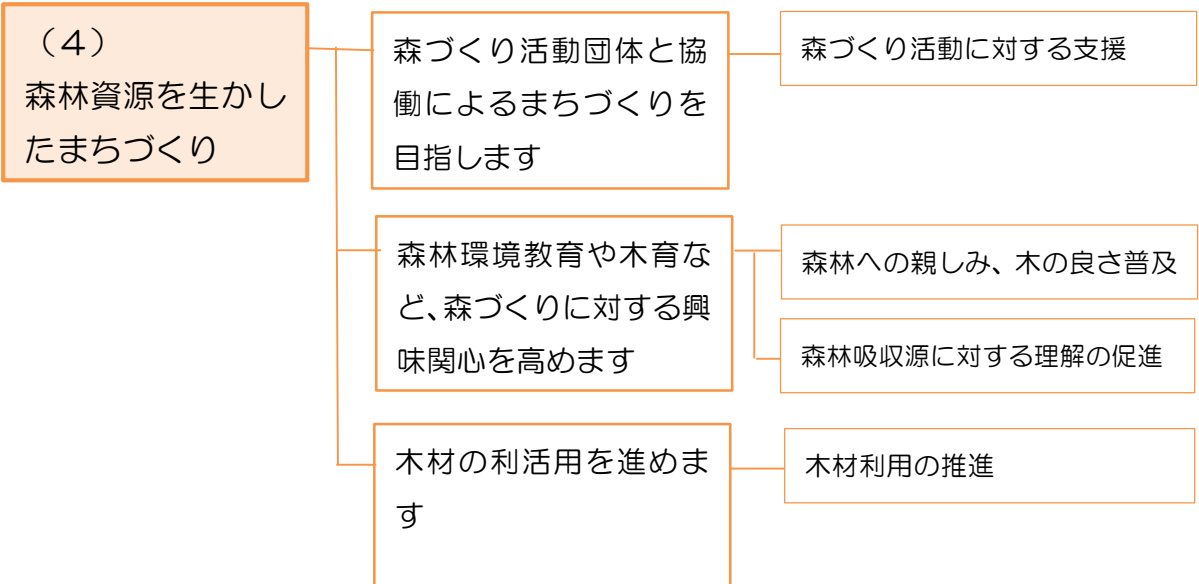 （４）
森林資源を生かし
たまちづくり
森づくり活動団体と協
働によるまちづくりを
目指します
森づくり活動に対する支援
森林環境教育や木育な
ど、森づくりに対する興
味関心を高めます
森林への親しみ、木の良さ普及
森林吸収源に対する理解の促進
木材の利活用を進めま
す
木材利用の推進